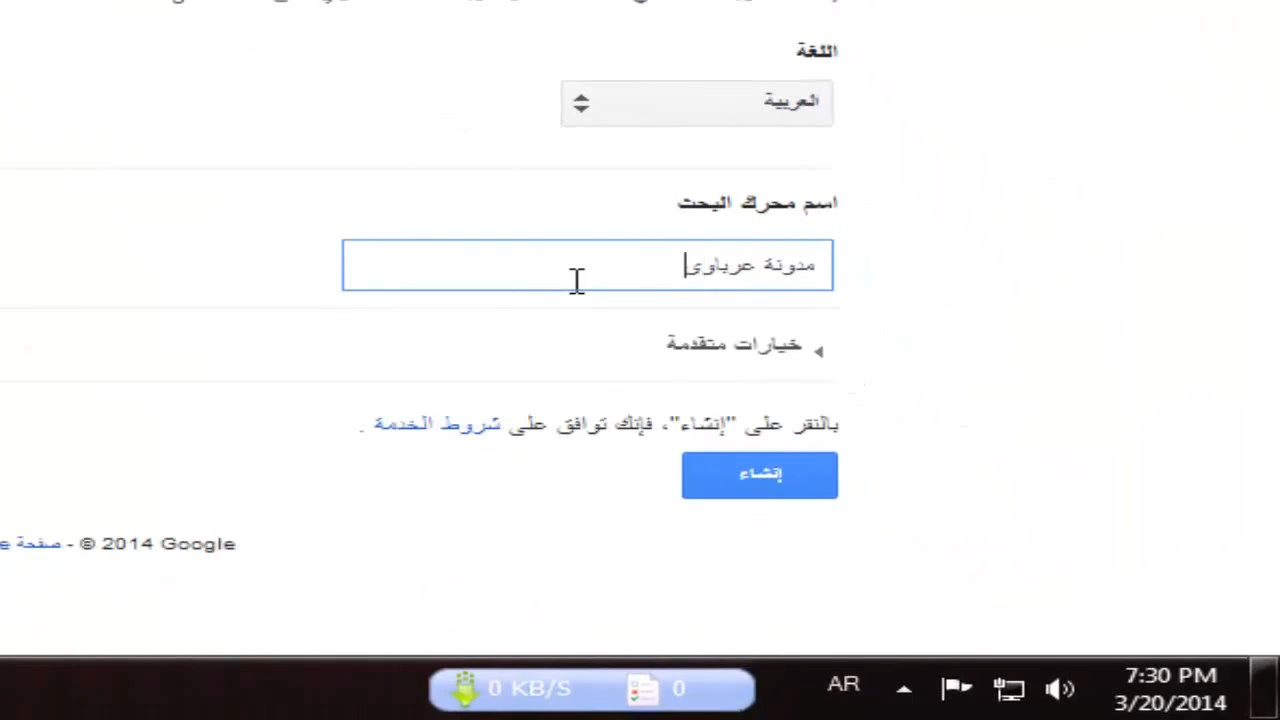 اللغة
العربية
اسم محرك البحث
مدونة عرباوى
خيارات متقدمة
بالنقر على "إنشاء"، فإنك توافق على شروط الخدمة .
إنشاء
© 2014 Google - صفحة
0 KB/S
0
AR
7:30 PM
3/20/2014